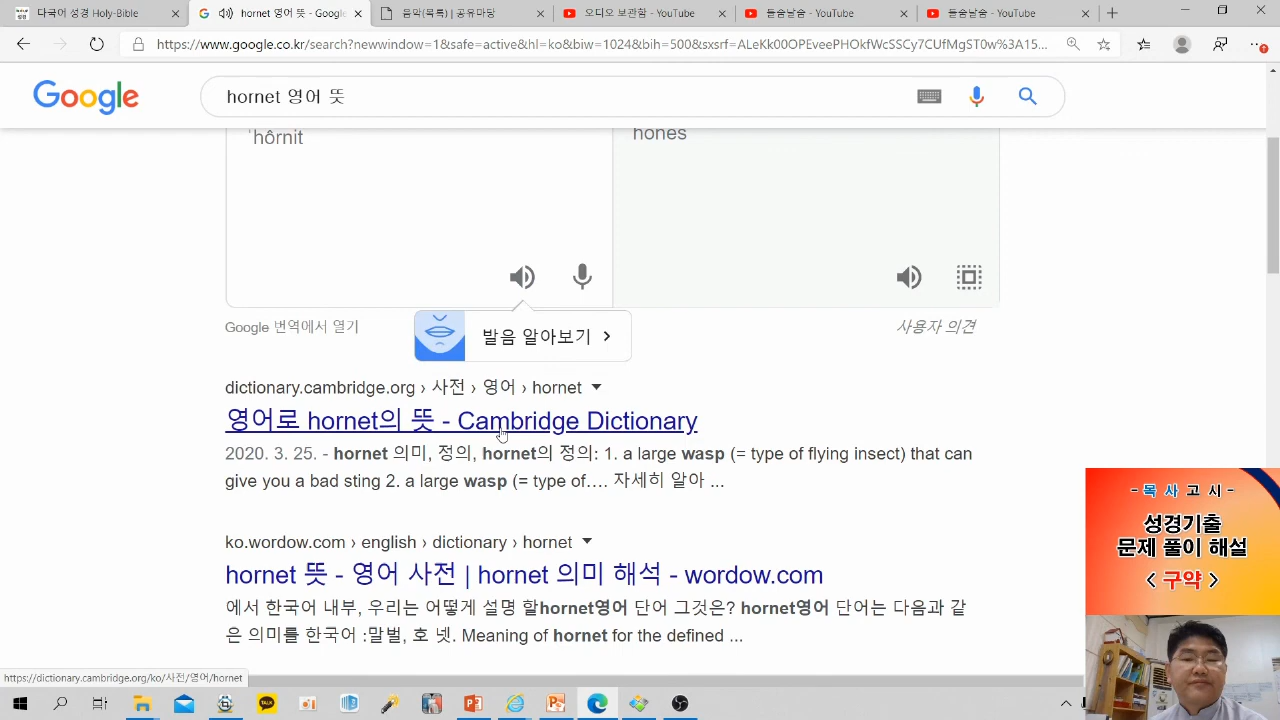 다국어 성경 Holy-Bible
hornet 영어 뜻 - Google
음악(목록) | 공유마당
오디오 보관함 - YouTube
들숨날숨 - YouTube
들숨날숨 - YouTube
https://www.google.co.kr/search?newwindow=1&safe=active&hl=ko&biw=1024&bih=500&sxsrf=ALeKk00OPEveePHOkfWcSSCy7CUfMgST0w%3A15...
Google
hornet 영어 뜻
ˈhôrnit
hones
Google 번역에서 열기
사용자 의견
발음 알아보기 >
dictionary.cambridge.org › 사전 › 영어 › hornet
영어로 hornet의 뜻 - Cambridge Dictionary
2020. 3. 25. - hornet 의미, 정의, hornet의 정의: 1. a large wasp (= type of flying insect) that can
give you a bad sting 2. a large wasp (= type of…. 자세히 알아 ...
- 목 사 고 시 -
성경기출
문제 풀이 해설
< 구약 >
ko.wordow.com › english › dictionary › hornet
hornet 뜻 - 영어 사전 | hornet 의미 해석 - wordow.com
에서 한국어 내부, 우리는 어떻게 설명 할hornet영어 단어 그것은? hornet영어 단어는 다음과 같
은 의미를 한국어 :말벌, 호 넷. Meaning of hornet for the defined ...
https://dictionary.cambridge.org/ko/사전/영어/hornet
TALK